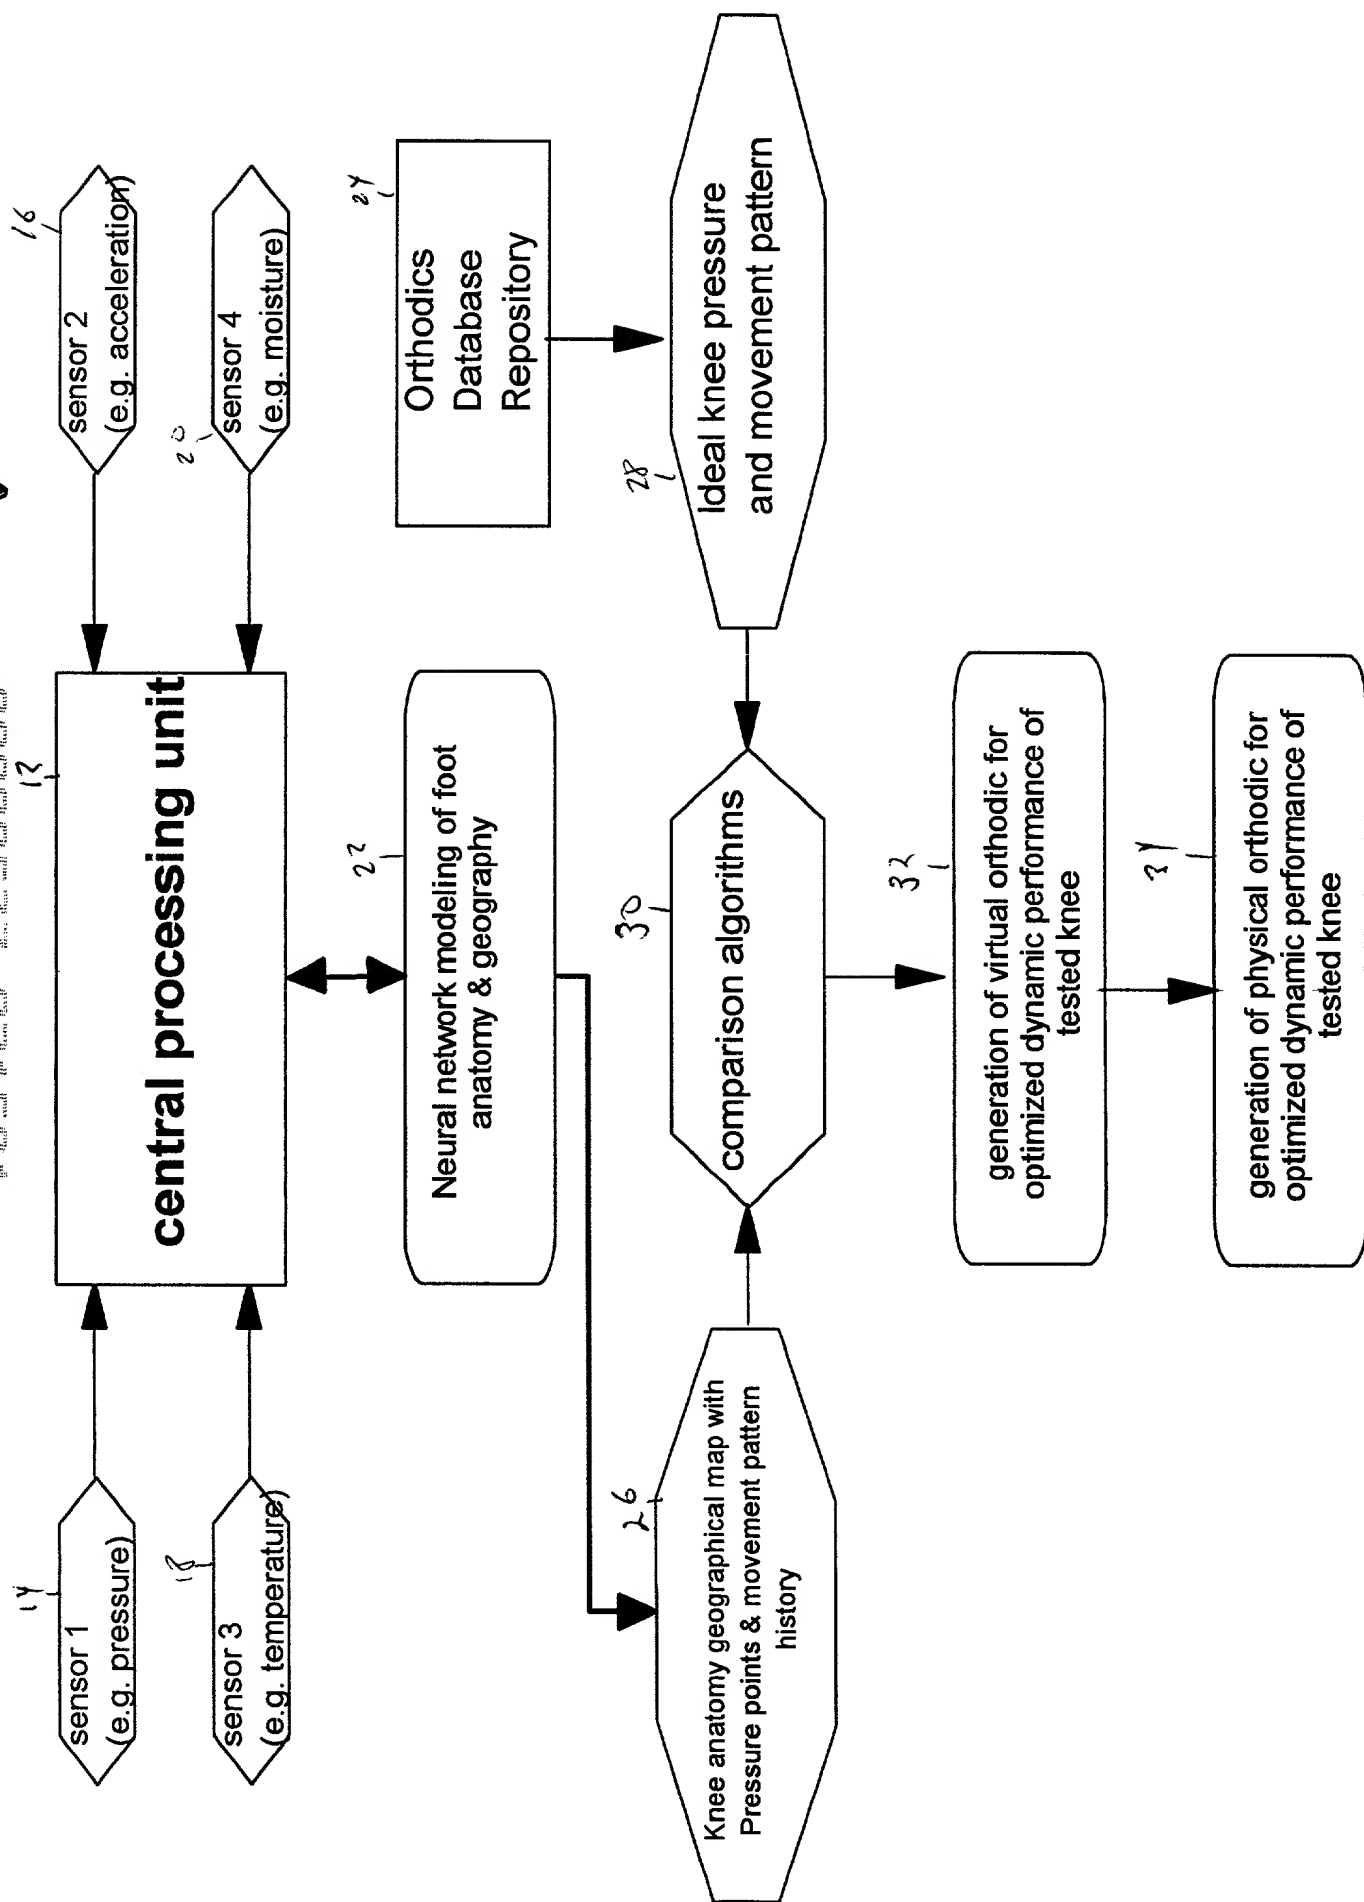 14
sensor 1
(e.g. pressure)
16
sensor 2
(e.g. acceleration)
18
sensor 3
(e.g. temperature)
20
sensor 4
(e.g. moisture)
12
central processing unit
22
Neural network modeling of foot
anatomy & geography
24
Orthodics
Database
Repository
26
Knee anatomy geographical map with
Pressure points & movement pattern
history
30
comparison algorithms
28
Ideal knee pressure
and movement pattern
32
generation of virtual orthodic for
optimized dynamic performance of
tested knee
34
generation of physical orthodic for
optimized dynamic performance of
tested knee